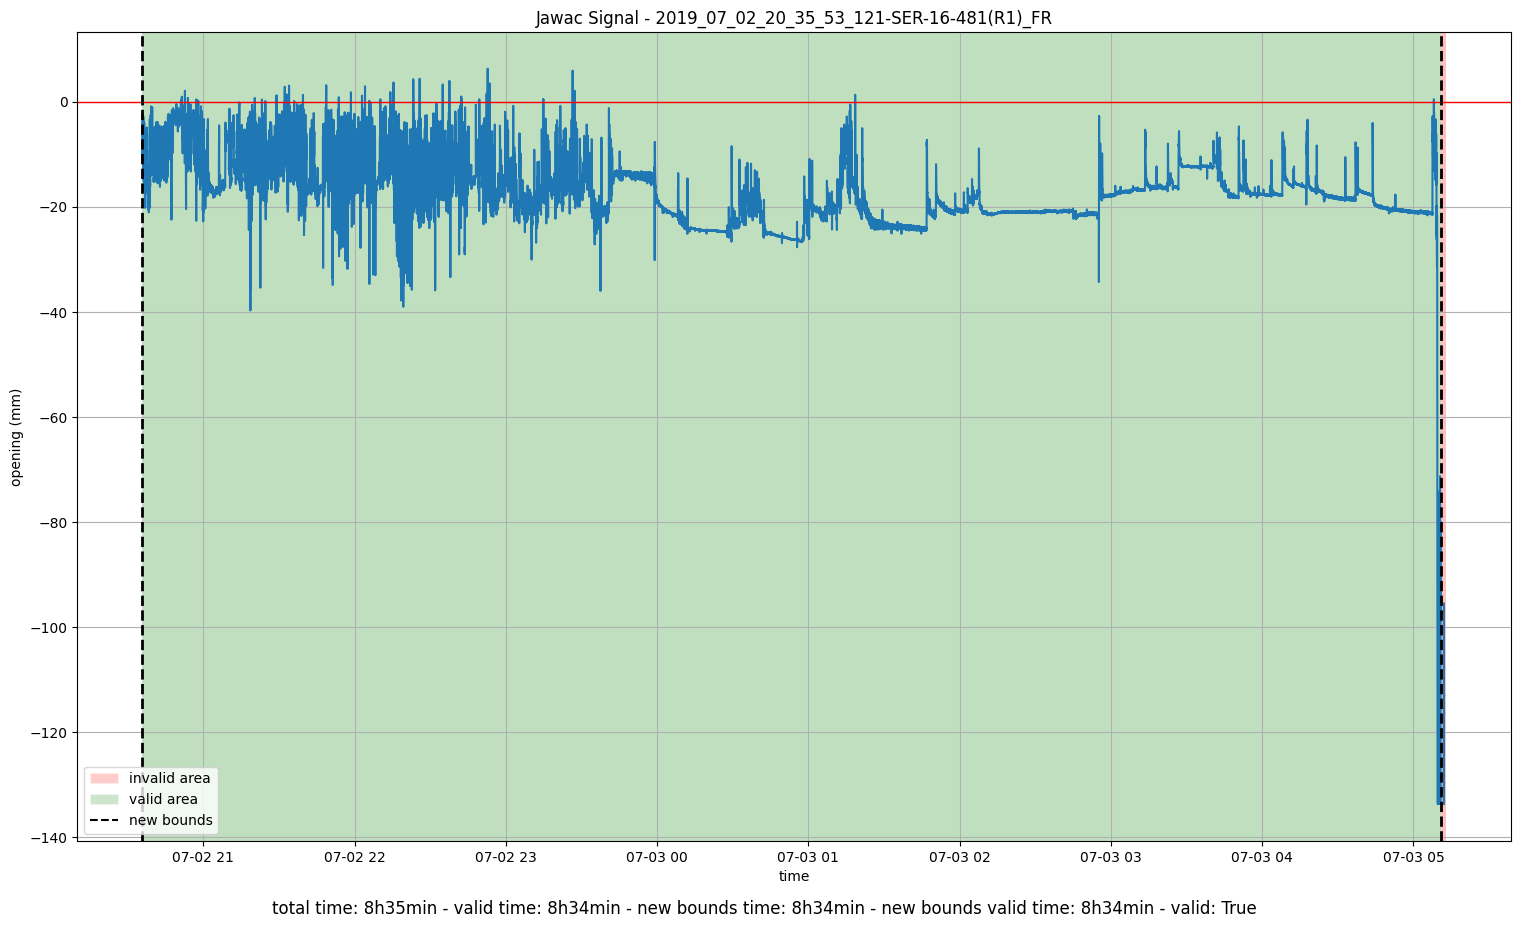 Jawac Signal - 2019_07_02_20_35_53_121-SER-16-481(R1)_FR
opening (mm)
0
−20
−40
−60
−80
−100
−120
−140
invalid area
valid area
new bounds
07-02 21
07-02 22
07-02 23
07-03 00
07-03 01
07-03 02
07-03 03
07-03 04
07-03 05
time
total time: 8h35min - valid time: 8h34min - new bounds time: 8h34min - new bounds valid time: 8h34min - valid: True